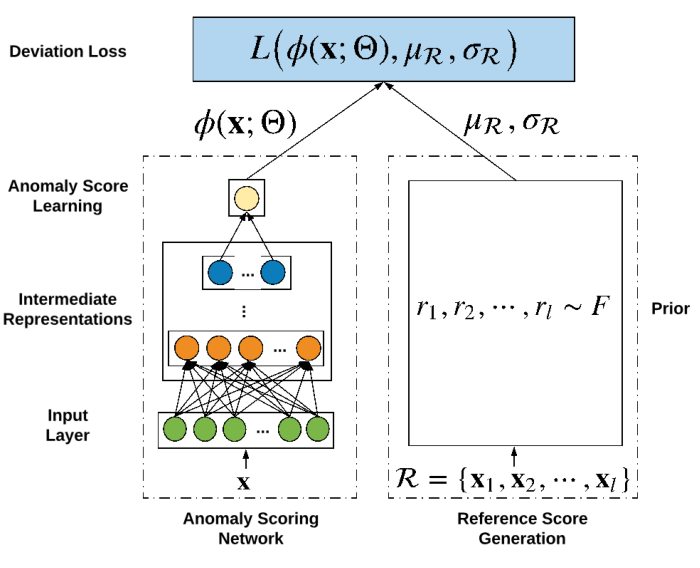 Deviation Loss
L(ϕ(x; Θ), μ_R, σ_R)
ϕ(x; Θ)
μ_R, σ_R
Anomaly Score
Learning
...
Intermediate
Representations
⋮
r_1, r_2, ⋯, r_l ∼ F
Prior
...
Input
Layer
...
x
R = {x_1, x_2, ⋯, x_l}
Anomaly Scoring
Network
Reference Score
Generation